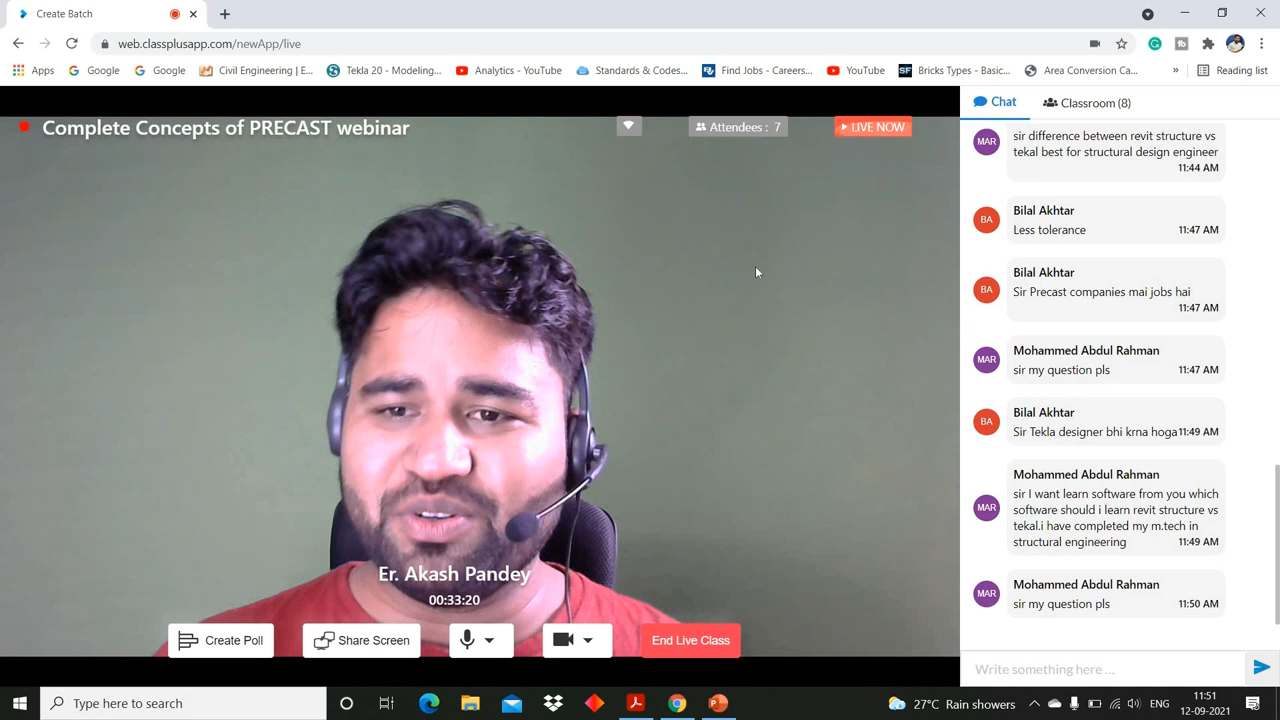 Create Batch
web.classplusapp.com/newApp/live
Apps
Google
Google
Civil Engineering | E...
Tekla 20 - Modeling...
Analytics - YouTube
Standards & Codes...
Find Jobs - Careers...
YouTube
Bricks Types - Basic...
Area Conversion Ca...
»
Reading list
Complete Concepts of PRECAST webinar
Attendees : 7
LIVE NOW
Chat
Classroom (8)
MAR
sir difference between revit structure vs
tekal best for structural design engineer
11:44 AM
BA
Bilal Akhtar
Less tolerance
11:47 AM
BA
Bilal Akhtar
Sir Precast companies mai jobs hai
11:47 AM
MAR
Mohammed Abdul Rahman
sir my question pls
11:47 AM
BA
Bilal Akhtar
Sir Tekla designer bhi krna hoga
11:49 AM
MAR
Mohammed Abdul Rahman
sir I want learn software from you which
software should i learn revit structure vs
tekal.i have completed my m.tech in
structural engineering
11:49 AM
MAR
Mohammed Abdul Rahman
sir my question pls
11:50 AM
Er. Akash Pandey
00:33:20
Create Poll
Share Screen
End Live Class
Write something here ...
Type here to search
27°C Rain showers
ENG
11:51
12-09-2021